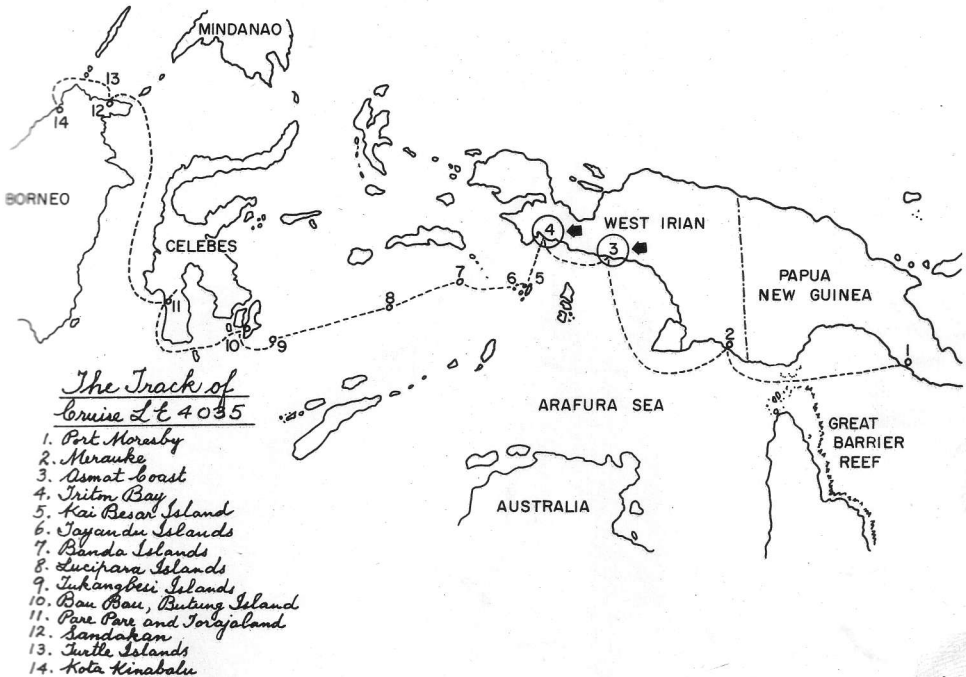 MINDANAO
13
12
14
BORNEO
CELEBES
11
10
9
8
7
6
5
4
3
WEST IRIAN
PAPUA
NEW GUINEA
2
1
ARAFURA SEA
GREAT
BARRIER
REEF
AUSTRALIA
The Track of
Cruise LE 4035
1. Port Moresby
2. Merauke
3. Asmat Coast
4. Triton Bay
5. Kai Besar Island
6. Tayandu Islands
7. Banda Islands
8. Lucipara Islands
9. Tukangbesi Islands
10. Bau Bau, Butung Island
11. Pare Pare and Torajaland
12. Sandakan
13. Turtle Islands
14. Kota Kinabalu